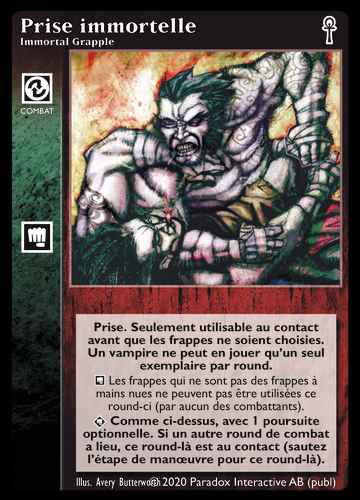 Prise immortelle
Immortal Grapple
COMBAT
Prise. Seulement utilisable au contact
avant que les frappes ne soient choisies.
Un vampire ne peut en jouer qu'un seul
exemplaire par round.
Les frappes qui ne sont pas des frappes à
mains nues ne peuvent pas être utilisées ce
round-ci (par aucun des combattants).
Comme ci-dessus, avec 1 poursuite
optionnelle. Si un autre round de combat
a lieu, ce round-là est au contact (sautez
l'étape de manœuvre pour ce round-là).
Illus. Avery Butterworth 2020 Paradox Interactive AB (publ)